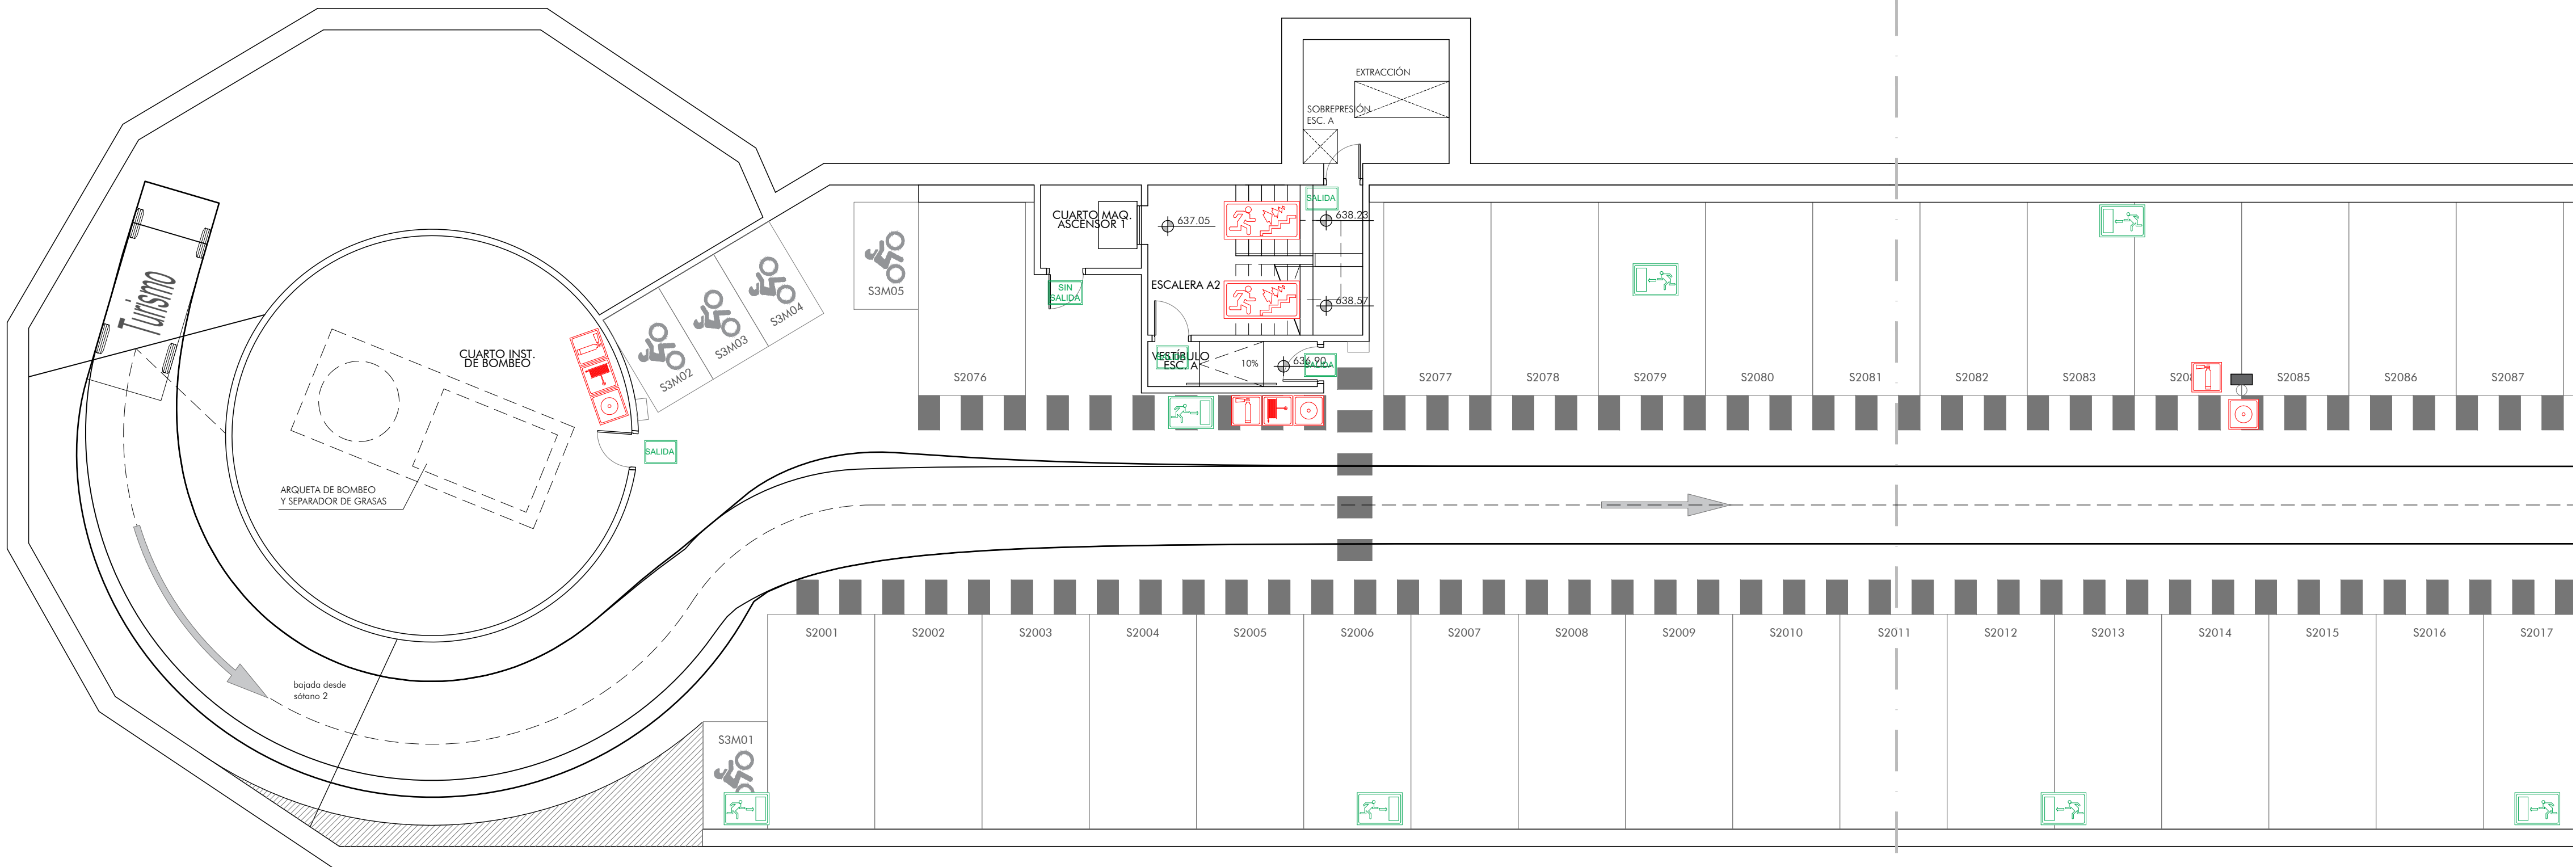 EXTRACCIÓN
SOBREPRESIÓN
ESC. A
SALIDA
CUARTO MAQ.
ASCENSOR 1
637.05
638.23
SIN
SALIDA
ESCALERA A2
638.57
Turismo
S3M05
S3M04
S3M03
S3M02
CUARTO INST.
DE BOMBEO
VESTÍBULO
ESC. A
10%
636.90
SALIDA
S2076
S2077
S2078
S2079
S2080
S2081
S2082
S2083
S2085
S2086
S2087
SALIDA
ARQUETA DE BOMBEO
Y SEPARADOR DE GRASAS
S2001
S2002
S2003
S2004
S2005
S2006
S2007
S2008
S2009
S2010
S2011
S2012
S2013
S2014
S2015
S2016
S2017
bajada desde
sótano 2
S3M01